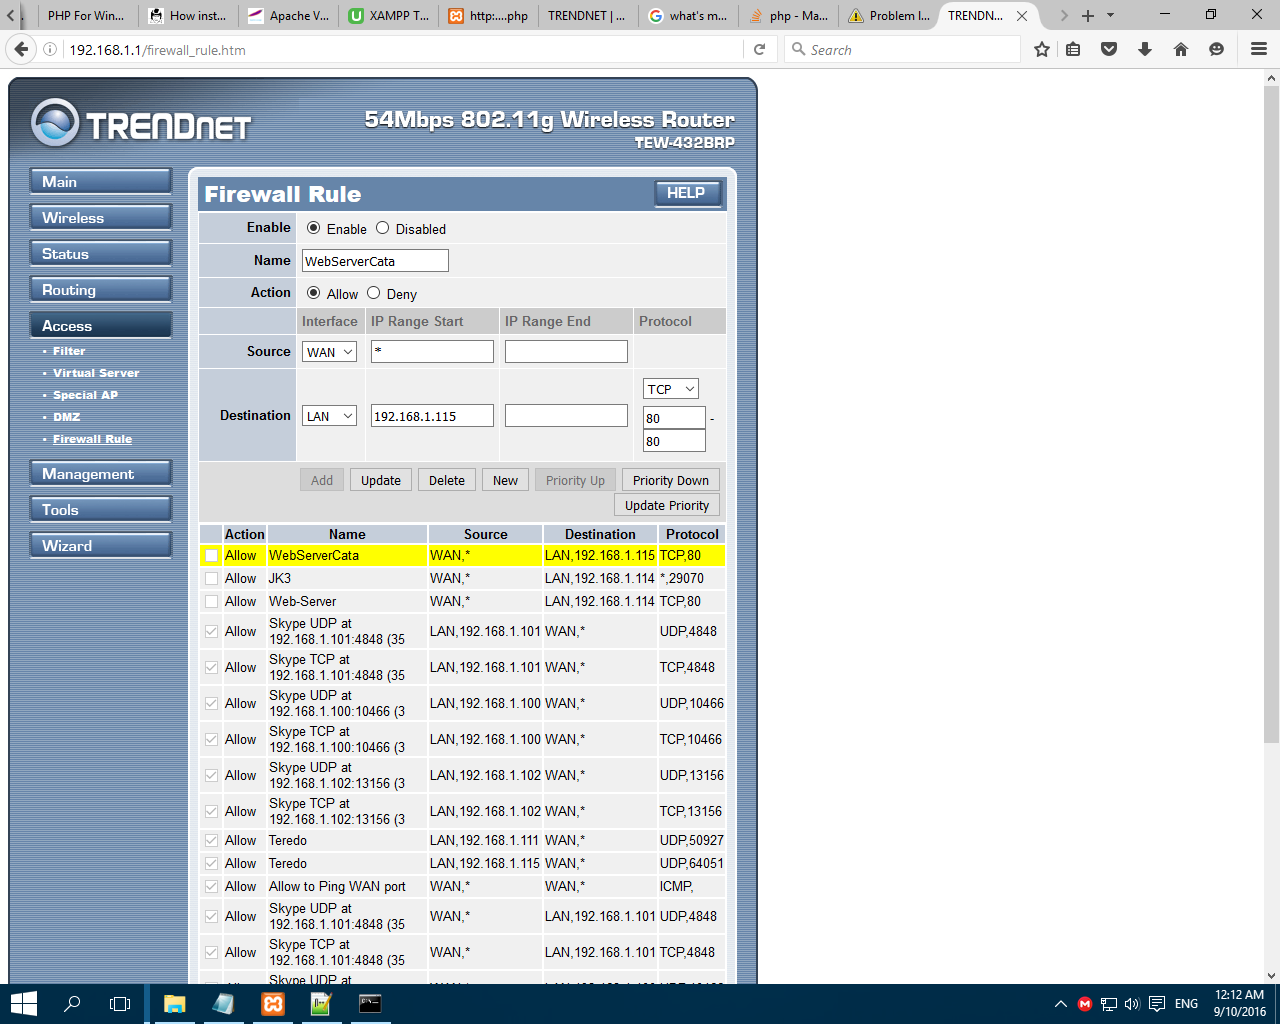 PHP For Win...
How inst...
Apache V...
XAMPP T...
http:....php
TRENDNET | ...
what's m...
php - Ma...
Problem I...
TRENDN...
192.168.1.1/firewall_rule.htm
Search
TRENDNET
54Mbps 802.11g Wireless Router
TEW-432BRP
Main
Wireless
Status
Routing
Access
Filter
Virtual Server
Special AP
DMZ
Firewall Rule
Management
Tools
Wizard
Firewall Rule
HELP
Enable Enable Disabled
Name WebServerCata
Action Allow Deny
Interface IP Range Start IP Range End Protocol
Source WAN *
TCP
Destination LAN 192.168.1.115 80 -
80
Add Update Delete New Priority Up Priority Down
Update Priority
Action Name Source Destination Protocol
Allow WebServerCata WAN,* LAN,192.168.1.115 TCP,80
Allow JK3 WAN,* LAN,192.168.1.114 *,29070
Allow Web-Server WAN,* LAN,192.168.1.114 TCP,80
Allow Skype UDP at 192.168.1.101:4848 (35 LAN,192.168.1.101 WAN,* UDP,4848
Allow Skype TCP at 192.168.1.101:4848 (35 LAN,192.168.1.101 WAN,* TCP,4848
Allow Skype UDP at 192.168.1.100:10466 (3 LAN,192.168.1.100 WAN,* UDP,10466
Allow Skype TCP at 192.168.1.100:10466 (3 LAN,192.168.1.100 WAN,* TCP,10466
Allow Skype UDP at 192.168.1.102:13156 (3 LAN,192.168.1.102 WAN,* UDP,13156
Allow Skype TCP at 192.168.1.102:13156 (3 LAN,192.168.1.102 WAN,* TCP,13156
Allow Teredo LAN,192.168.1.111 WAN,* UDP,50927
Allow Teredo LAN,192.168.1.115 WAN,* UDP,64051
Allow Allow to Ping WAN port WAN,* WAN,* ICMP,
Allow Skype UDP at 192.168.1.101:4848 (35 WAN,* LAN,192.168.1.101 UDP,4848
Allow Skype TCP at 192.168.1.101:4848 (35 WAN,* LAN,192.168.1.101 TCP,4848
Skype UDP at
ENG
12:12 AM
9/10/2016